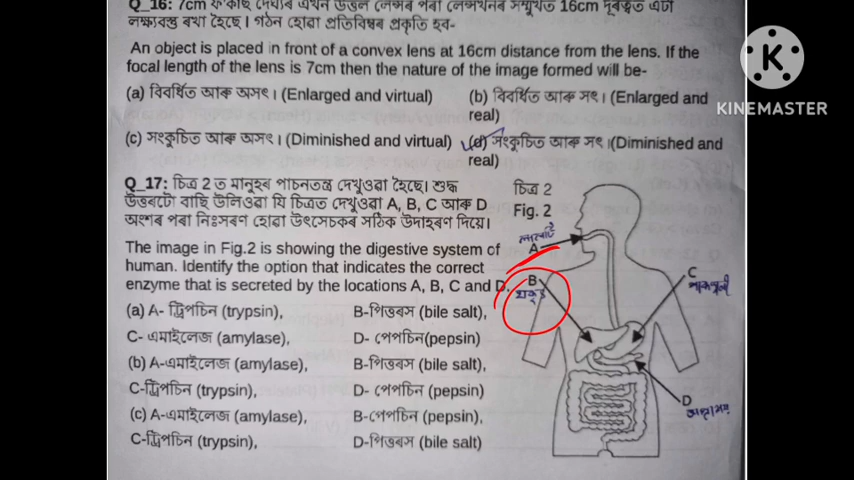 Q_16: 7cm ফ'কাছ দৈৰ্ঘ্যৰ এখন উত্তল লেন্সৰ পৰা লেন্সখনৰ সন্মুখত 16cm দূৰত্বত এটা
লক্ষ্যবস্তু ৰখা হৈছে। গঠন হোৱা প্ৰতিবিম্বৰ প্ৰকৃতি হব-
An object is placed in front of a convex lens at 16cm distance from the lens. If the
focal length of the lens is 7cm then the nature of the image formed will be-
(a) বিবৰ্ধিত আৰু অসৎ। (Enlarged and virtual)
(b) বিবৰ্ধিত আৰু সৎ। (Enlarged and
real)
(c) সংকুচিত আৰু অসৎ। (Diminished and virtual)
(d) সংকুচিত আৰু সৎ।(Diminished and
real)
Q_17: চিত্ৰ 2 ত মানুহৰ পাচনতন্ত্ৰ দেখুওৱা হৈছে। শুদ্ধ
উত্তৰটো বাছি উলিওৱা যি চিত্ৰত দেখুওৱা A, B, C আৰু D
অংশৰ পৰা নিঃসৰণ হোৱা উৎসেচকৰ সঠিক উদাহৰণ দিয়ে।
The image in Fig.2 is showing the digestive system of
human. Identify the option that indicates the correct
enzyme that is secreted by the locations A, B, C and D.
(a) A- ট্ৰিপচিন (trypsin), B-পিত্তৰস (bile salt),
C- এমাইলেজ (amylase), D- পেপচিন(pepsin)
(b) A-এমাইলেজ (amylase), B-পিত্তৰস (bile salt),
C-ট্ৰিপচিন (trypsin), D- পেপচিন (pepsin)
(c) A-এমাইলেজ (amylase), B-পেপচিন (pepsin),
C-ট্ৰিপচিন (trypsin), D-পিত্তৰস (bile salt)
চিত্ৰ 2
Fig. 2
A
B
যকৃত
C
পাকস্থলী
D
K
KINEMASTER